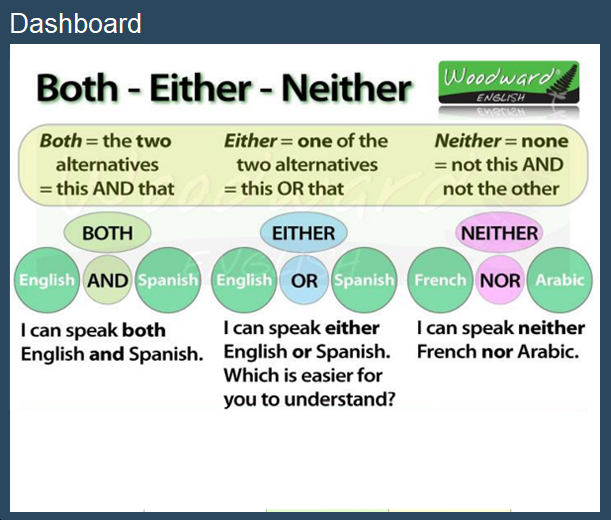 Dashboard
Both - Either - Neither
Woodward®
ENGLISH
Both = the two
alternatives
= this AND that
Either = one of the
two alternatives
= this OR that
Neither = none
= not this AND
not the other
BOTH
English AND Spanish
I can speak both
English and Spanish.
EITHER
English OR Spanish
I can speak either
English or Spanish.
Which is easier for
you to understand?
NEITHER
French NOR Arabic
I can speak neither
French nor Arabic.